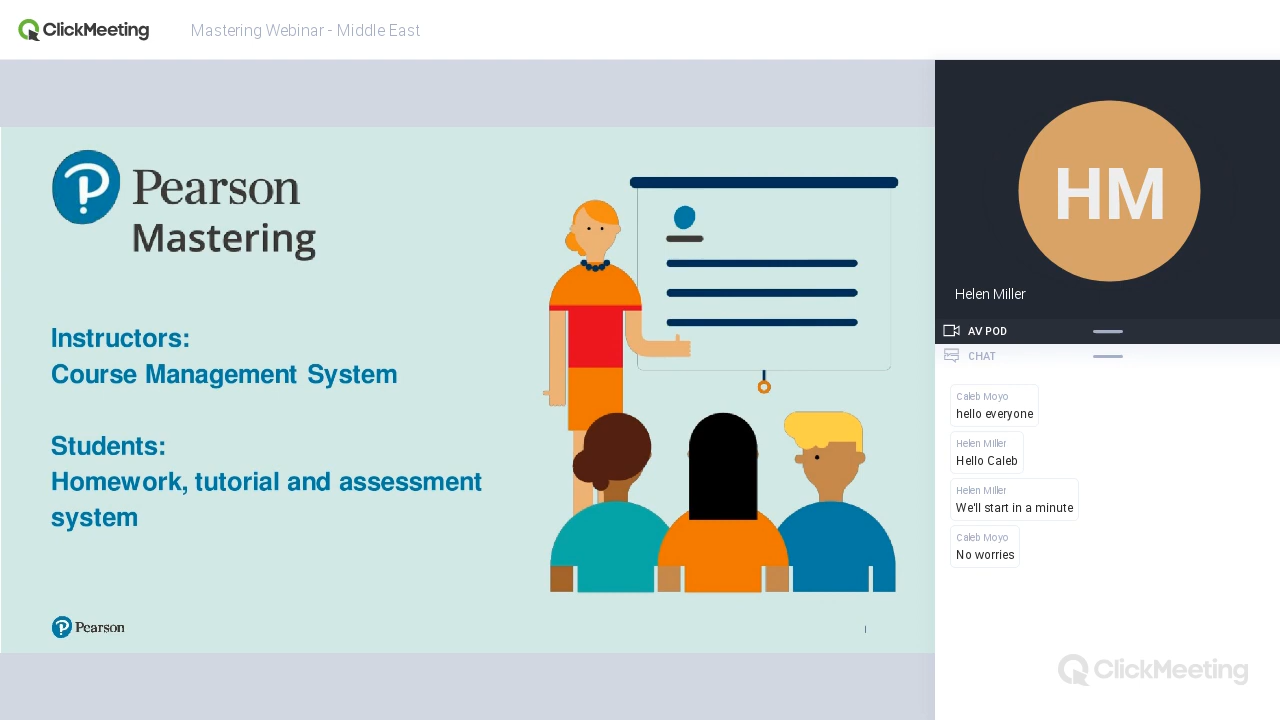 ClickMeeting
Mastering Webinar - Middle East
Pearson
Mastering
Instructors:
Course Management System
Students:
Homework, tutorial and assessment
system
Pearson
HM
Helen Miller
AV POD
CHAT
Caleb Moyo
hello everyone
Helen Miller
Hello Caleb
Helen Miller
We'll start in a minute
Caleb Moyo
No worries
ClickMeeting